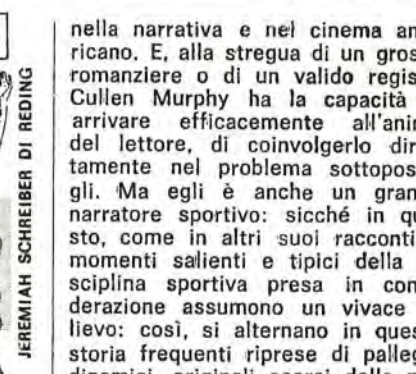 nella narrativa e nel cinema am
ricano. E, alla stregua di un gros
romanziere o di un valido regis
Cullen Murphy ha la capacità
arrivare efficacemente all'anim
del lettore, di coinvolgerlo dir
tamente nel problema sottopos
gli. Ma egli è anche un gran
narratore sportivo: sicché in qu
sto, come in altri suoi racconti
momenti salienti e tipici della
sciplina sportiva presa in con
derazione assumono un vivace
lievo: così, si alternano in ques
storia frequenti riprese di palleg
JEREMIAH SCHREIBER DI REDING